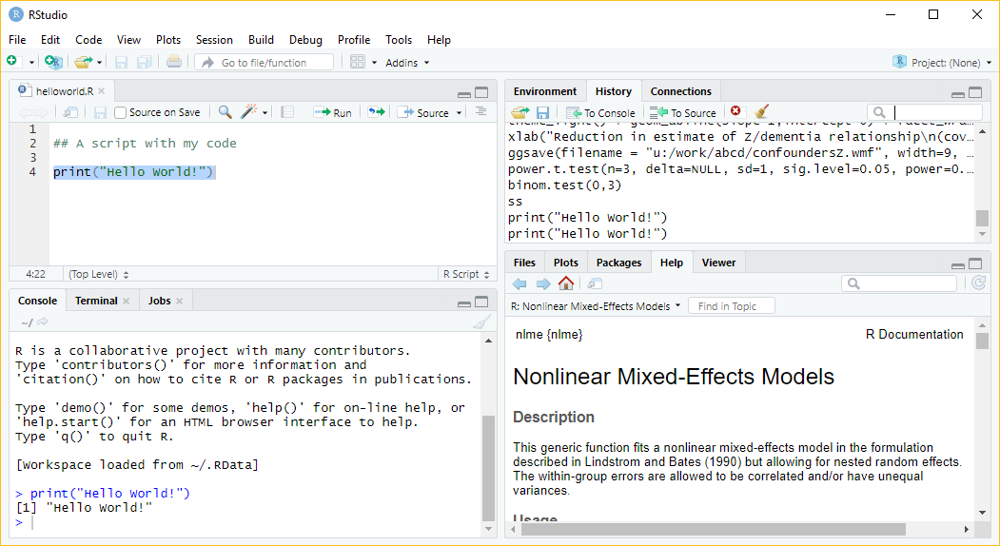 RStudio
File Edit Code View Plots Session Build Debug Profile Tools Help
Go to file/function Addins Project: (None)
helloworld.R
Source on Save Run Source
1
2 ## A script with my code
3
4 print("Hello World!")
4:22 (Top Level) R Script
Console Terminal Jobs
~/
R is a collaborative project with many contributors.
Type 'contributors()' for more information and
'citation()' on how to cite R or R packages in publications.
Type 'demo()' for some demos, 'help()' for on-line help, or
'help.start()' for an HTML browser interface to help.
Type 'q()' to quit R.
[Workspace loaded from ~/.RData]
> print("Hello World!")
[1] "Hello World!"
>
Environment History Connections
To Console To Source
xlab("Reduction in estimate of Z/dementia relationship\n(cov…
ggsave(filename = "u:/work/abcd/confoundersZ.wmf", width=9, …
power.t.test(n=3, delta=NULL, sd=1, sig.level=0.05, power=0.…
binom.test(0,3)
ss
print("Hello World!")
print("Hello World!")
Files Plots Packages Help Viewer
R: Nonlinear Mixed-Effects Models Find in Topic
nlme {nlme} R Documentation
Nonlinear Mixed-Effects Models
Description
This generic function fits a nonlinear mixed-effects model in the formulation
described in Lindstrom and Bates (1990) but allowing for nested random effects.
The within-group errors are allowed to be correlated and/or have unequal
variances.
Usage